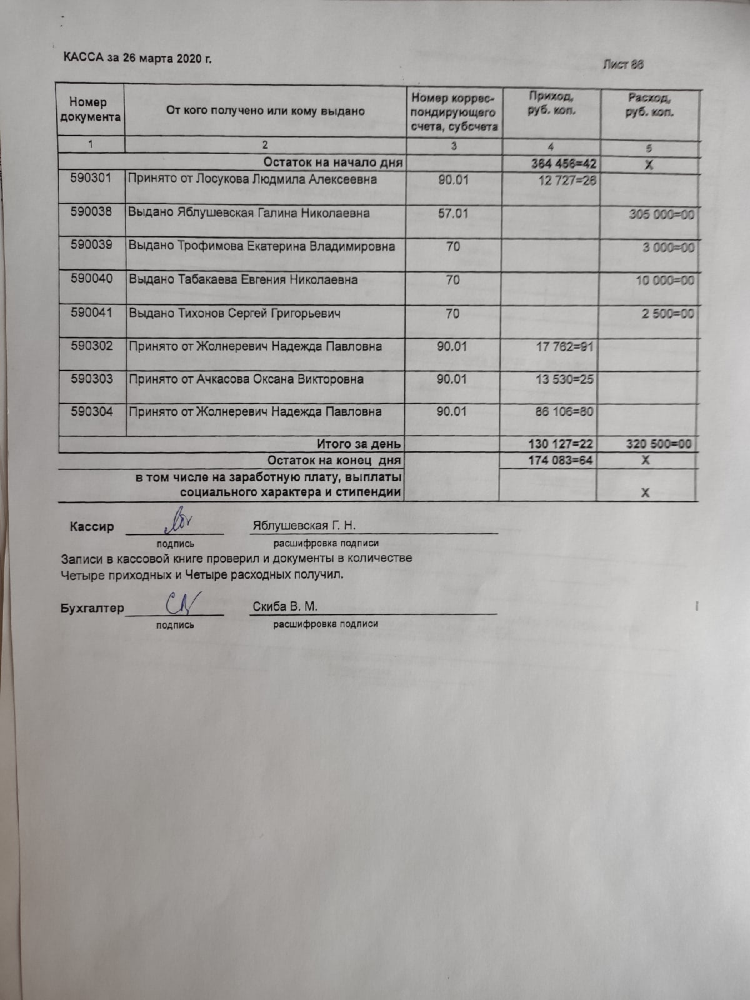 КАССА за 26 марта 2020 г.
Лист 86
Номер документа От кого получено или кому выдано Номер коррес-пондирующего счета, субсчета Приход, руб. коп. Расход, руб. коп.
1 2 3 4 5
Остаток на начало дня 364 456=42 X
590301 Принято от Лосукова Людмила Алексеевна 90.01 12 727=26
590038 Выдано Яблушевская Галина Николаевна 57.01 305 000=00
590039 Выдано Трофимова Екатерина Владимировна 70 3 000=00
590040 Выдано Табакаева Евгения Николаевна 70 10 000=00
590041 Выдано Тихонов Сергей Григорьевич 70 2 500=00
590302 Принято от Жолнеревич Надежда Павловна 90.01 17 762=91
590303 Принято от Ачкасова Оксана Викторовна 90.01 13 530=25
590304 Принято от Жолнеревич Надежда Павловна 90.01 86 106=80
Итого за день 130 127=22 320 500=00
Остаток на конец дня 174 083=64 X
в том числе на заработную плату, выплаты
социального характера и стипендии X
Кассир Яблушевская Г. Н.
подпись расшифровка подписи
Записи в кассовой книге проверил и документы в количестве
Четыре приходных и Четыре расходных получил.
Бухгалтер Скиба В. М.
подпись расшифровка подписи